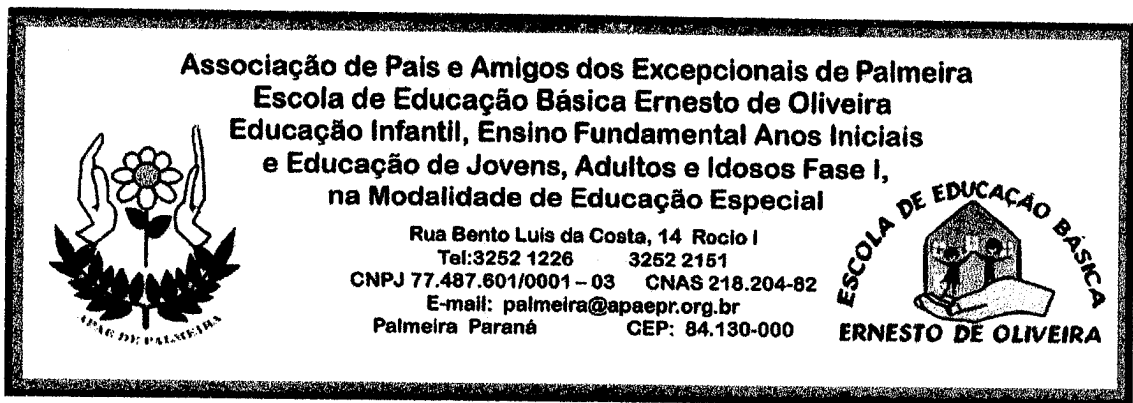 Associação de Pais e Amigos dos Excepcionais de Palmeira
Escola de Educação Básica Ernesto de Oliveira
Educação Infantil, Ensino Fundamental Anos Iniciais
e Educação de Jovens, Adultos e Idosos Fase I,
na Modalidade de Educação Especial
Rua Bento Luis da Costa, 14 Rocio I
Tel:3252 1226 3252 2151
CNPJ 77.487.601/0001 – 03 CNAS 218.204-82
E-mail: palmeira@apaepr.org.br
Palmeira Paraná CEP: 84.130-000
APAE DE PALMEIRA
ESCOLA DE EDUCAÇÃO BÁSICA
ERNESTO DE OLIVEIRA